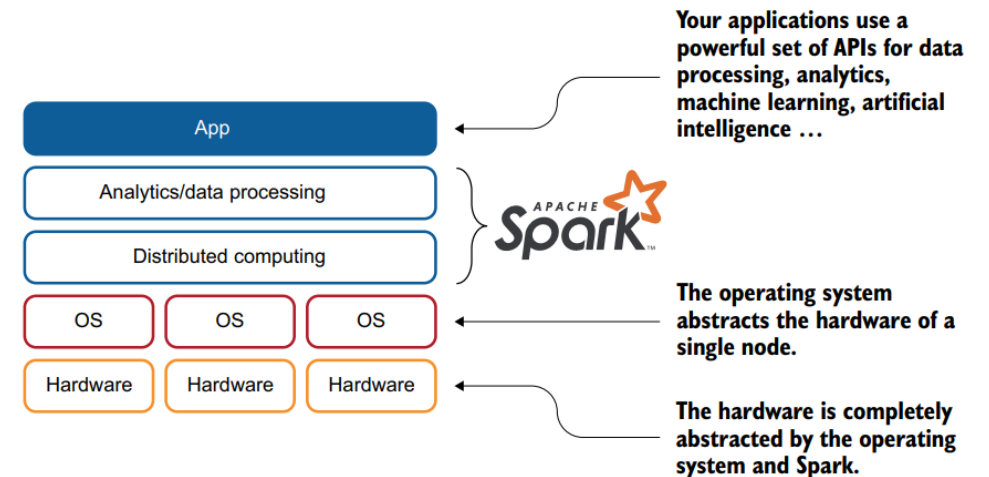 Your applications use a
powerful set of APIs for data
processing, analytics,
machine learning, artificial
intelligence …
App
Analytics/data processing
Distributed computing
APACHE
Spark™
OS OS OS
The operating system
abstracts the hardware of a
single node.
Hardware Hardware Hardware
The hardware is completely
abstracted by the operating
system and Spark.